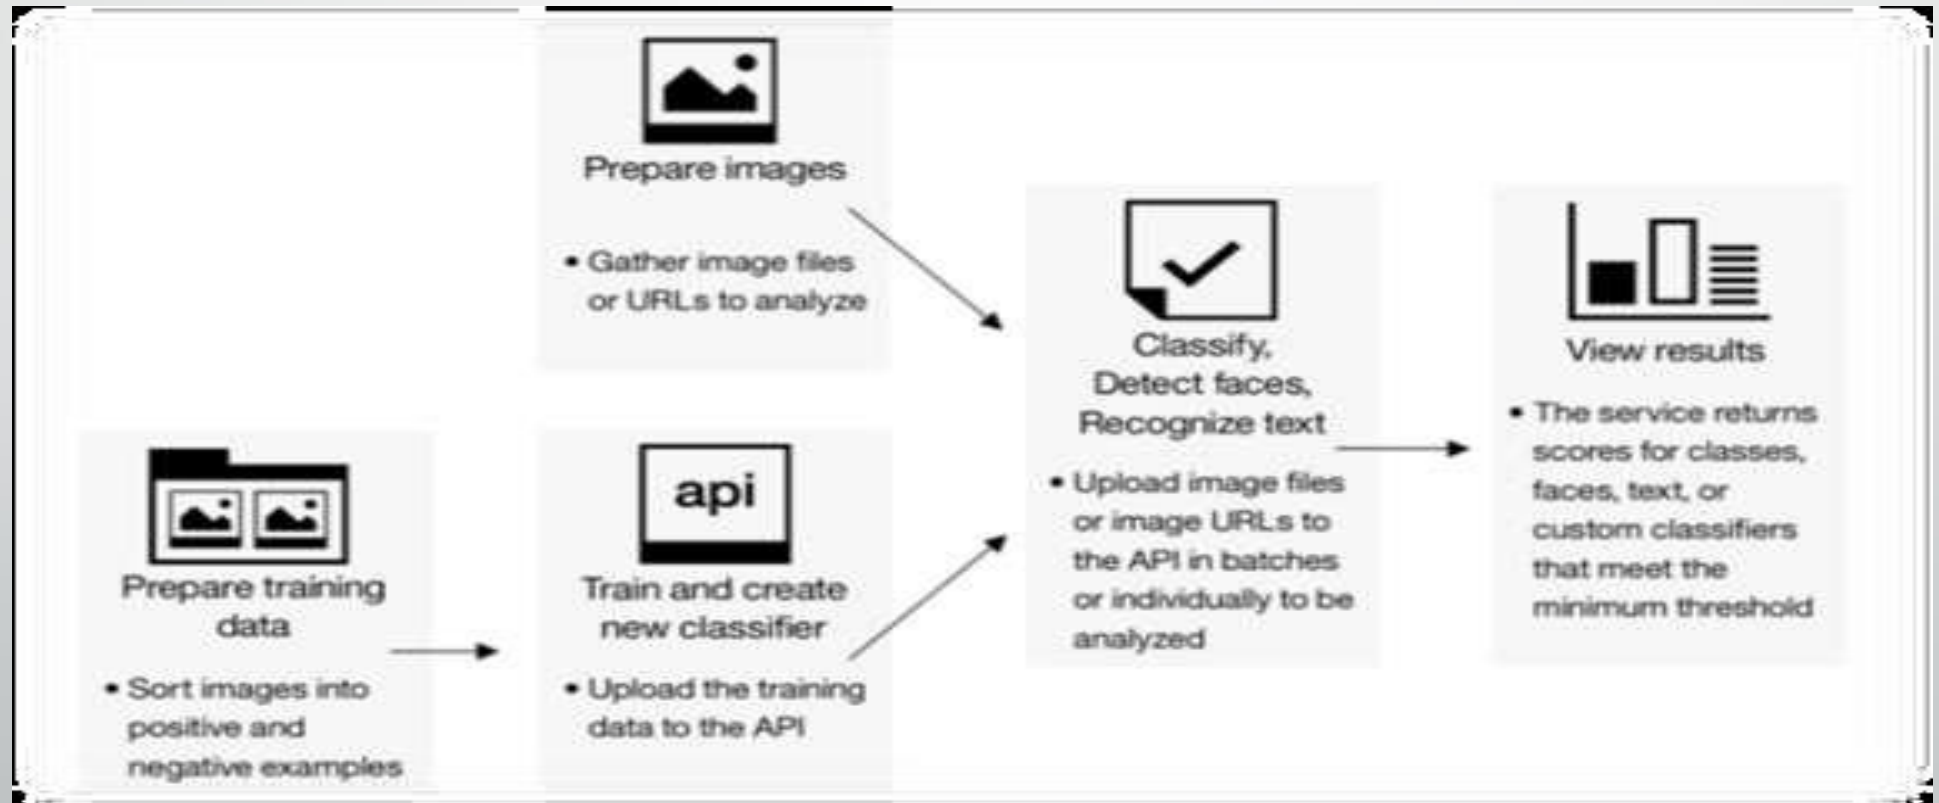 Prepare images
• Gather image files
or URLs to analyze
Prepare training
data
• Sort images into
positive and
negative examples
api
Train and create
new classifier
• Upload the training
data to the API
Classify,
Detect faces,
Recognize text
• Upload image files
or image URLs to
the API in batches
or individually to be
analyzed
View results
• The service returns
scores for classes,
faces, text, or
custom classifiers
that meet the
minimum threshold